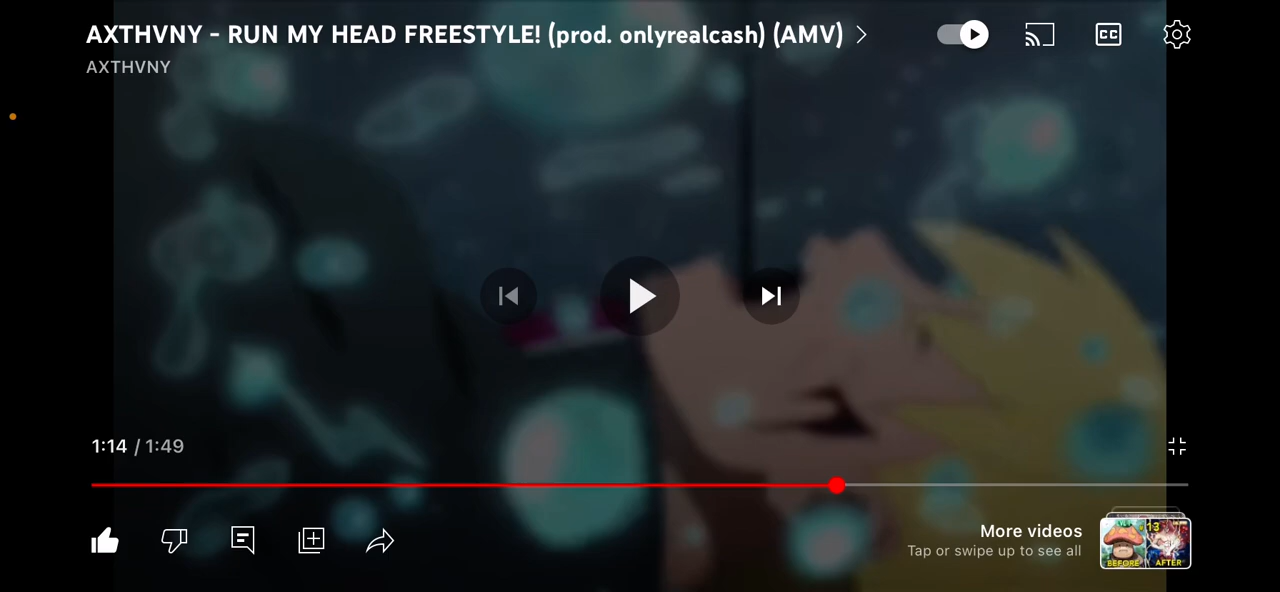 AXTHVNY - RUN MY HEAD FREESTYLE! (prod. onlyrealcash) (AMV)
AXTHVNY
CC
1:14 / 1:49
More videos
Tap or swipe up to see all
#13
BEFORE AFTER